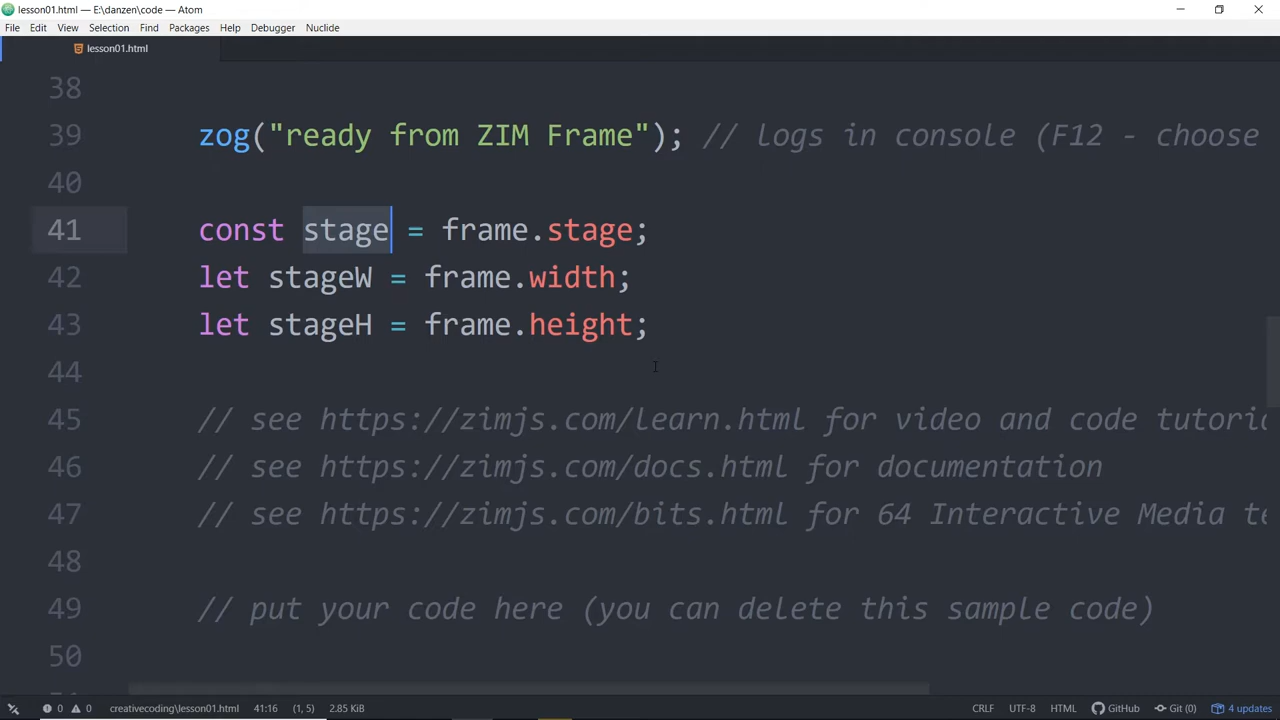 lesson01.html — E:\danzen\code — Atom
File Edit View Selection Find Packages Help Debugger Nuclide
lesson01.html
38
39 zog("ready from ZIM Frame"); // logs in console (F12 - choose
40
41 const stage = frame.stage;
42 let stageW = frame.width;
43 let stageH = frame.height;
44
45 // see https://zimjs.com/learn.html for video and code tutoria
46 // see https://zimjs.com/docs.html for documentation
47 // see https://zimjs.com/bits.html for 64 Interactive Media te
48
49 // put your code here (you can delete this sample code)
50
0 0 creativecoding\lesson01.html 41:16 (1, 5) 2.85 KiB CRLF UTF-8 HTML GitHub Git (0) 4 updates